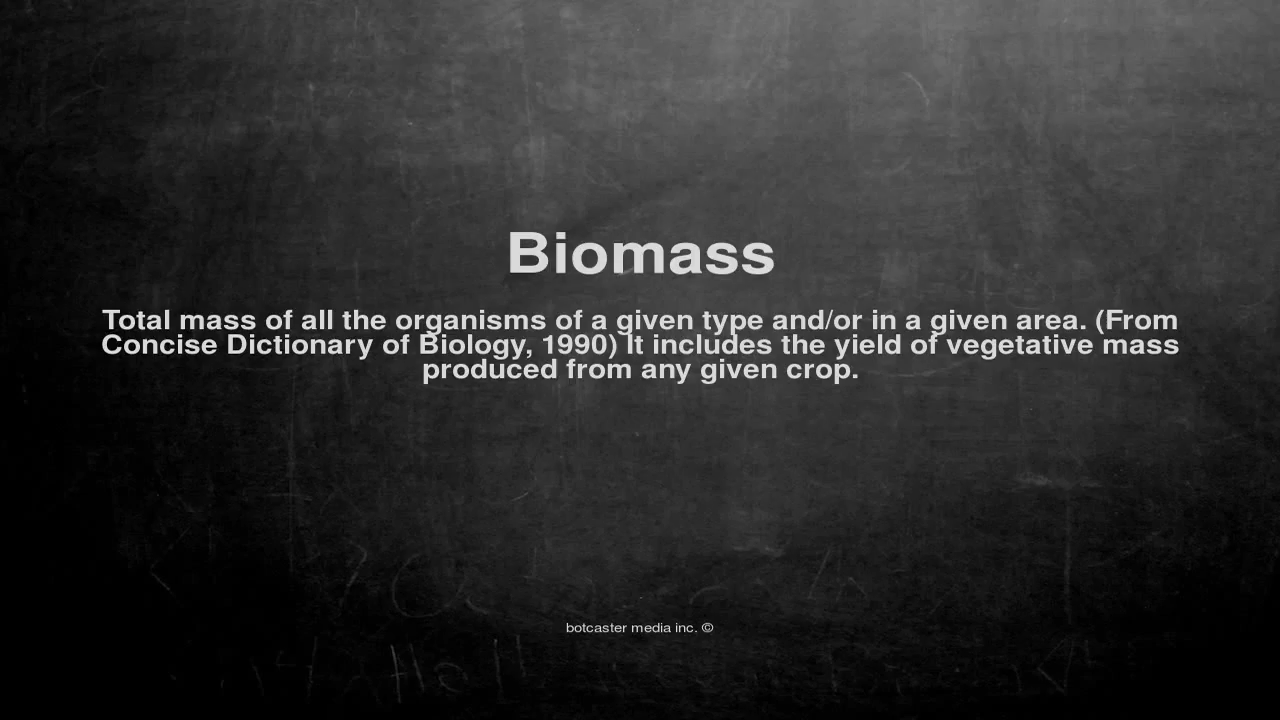 Biomass
Total mass of all the organisms of a given type and/or in a given area. (From
Concise Dictionary of Biology, 1990) It includes the yield of vegetative mass
produced from any given crop.
botcaster media inc. ©